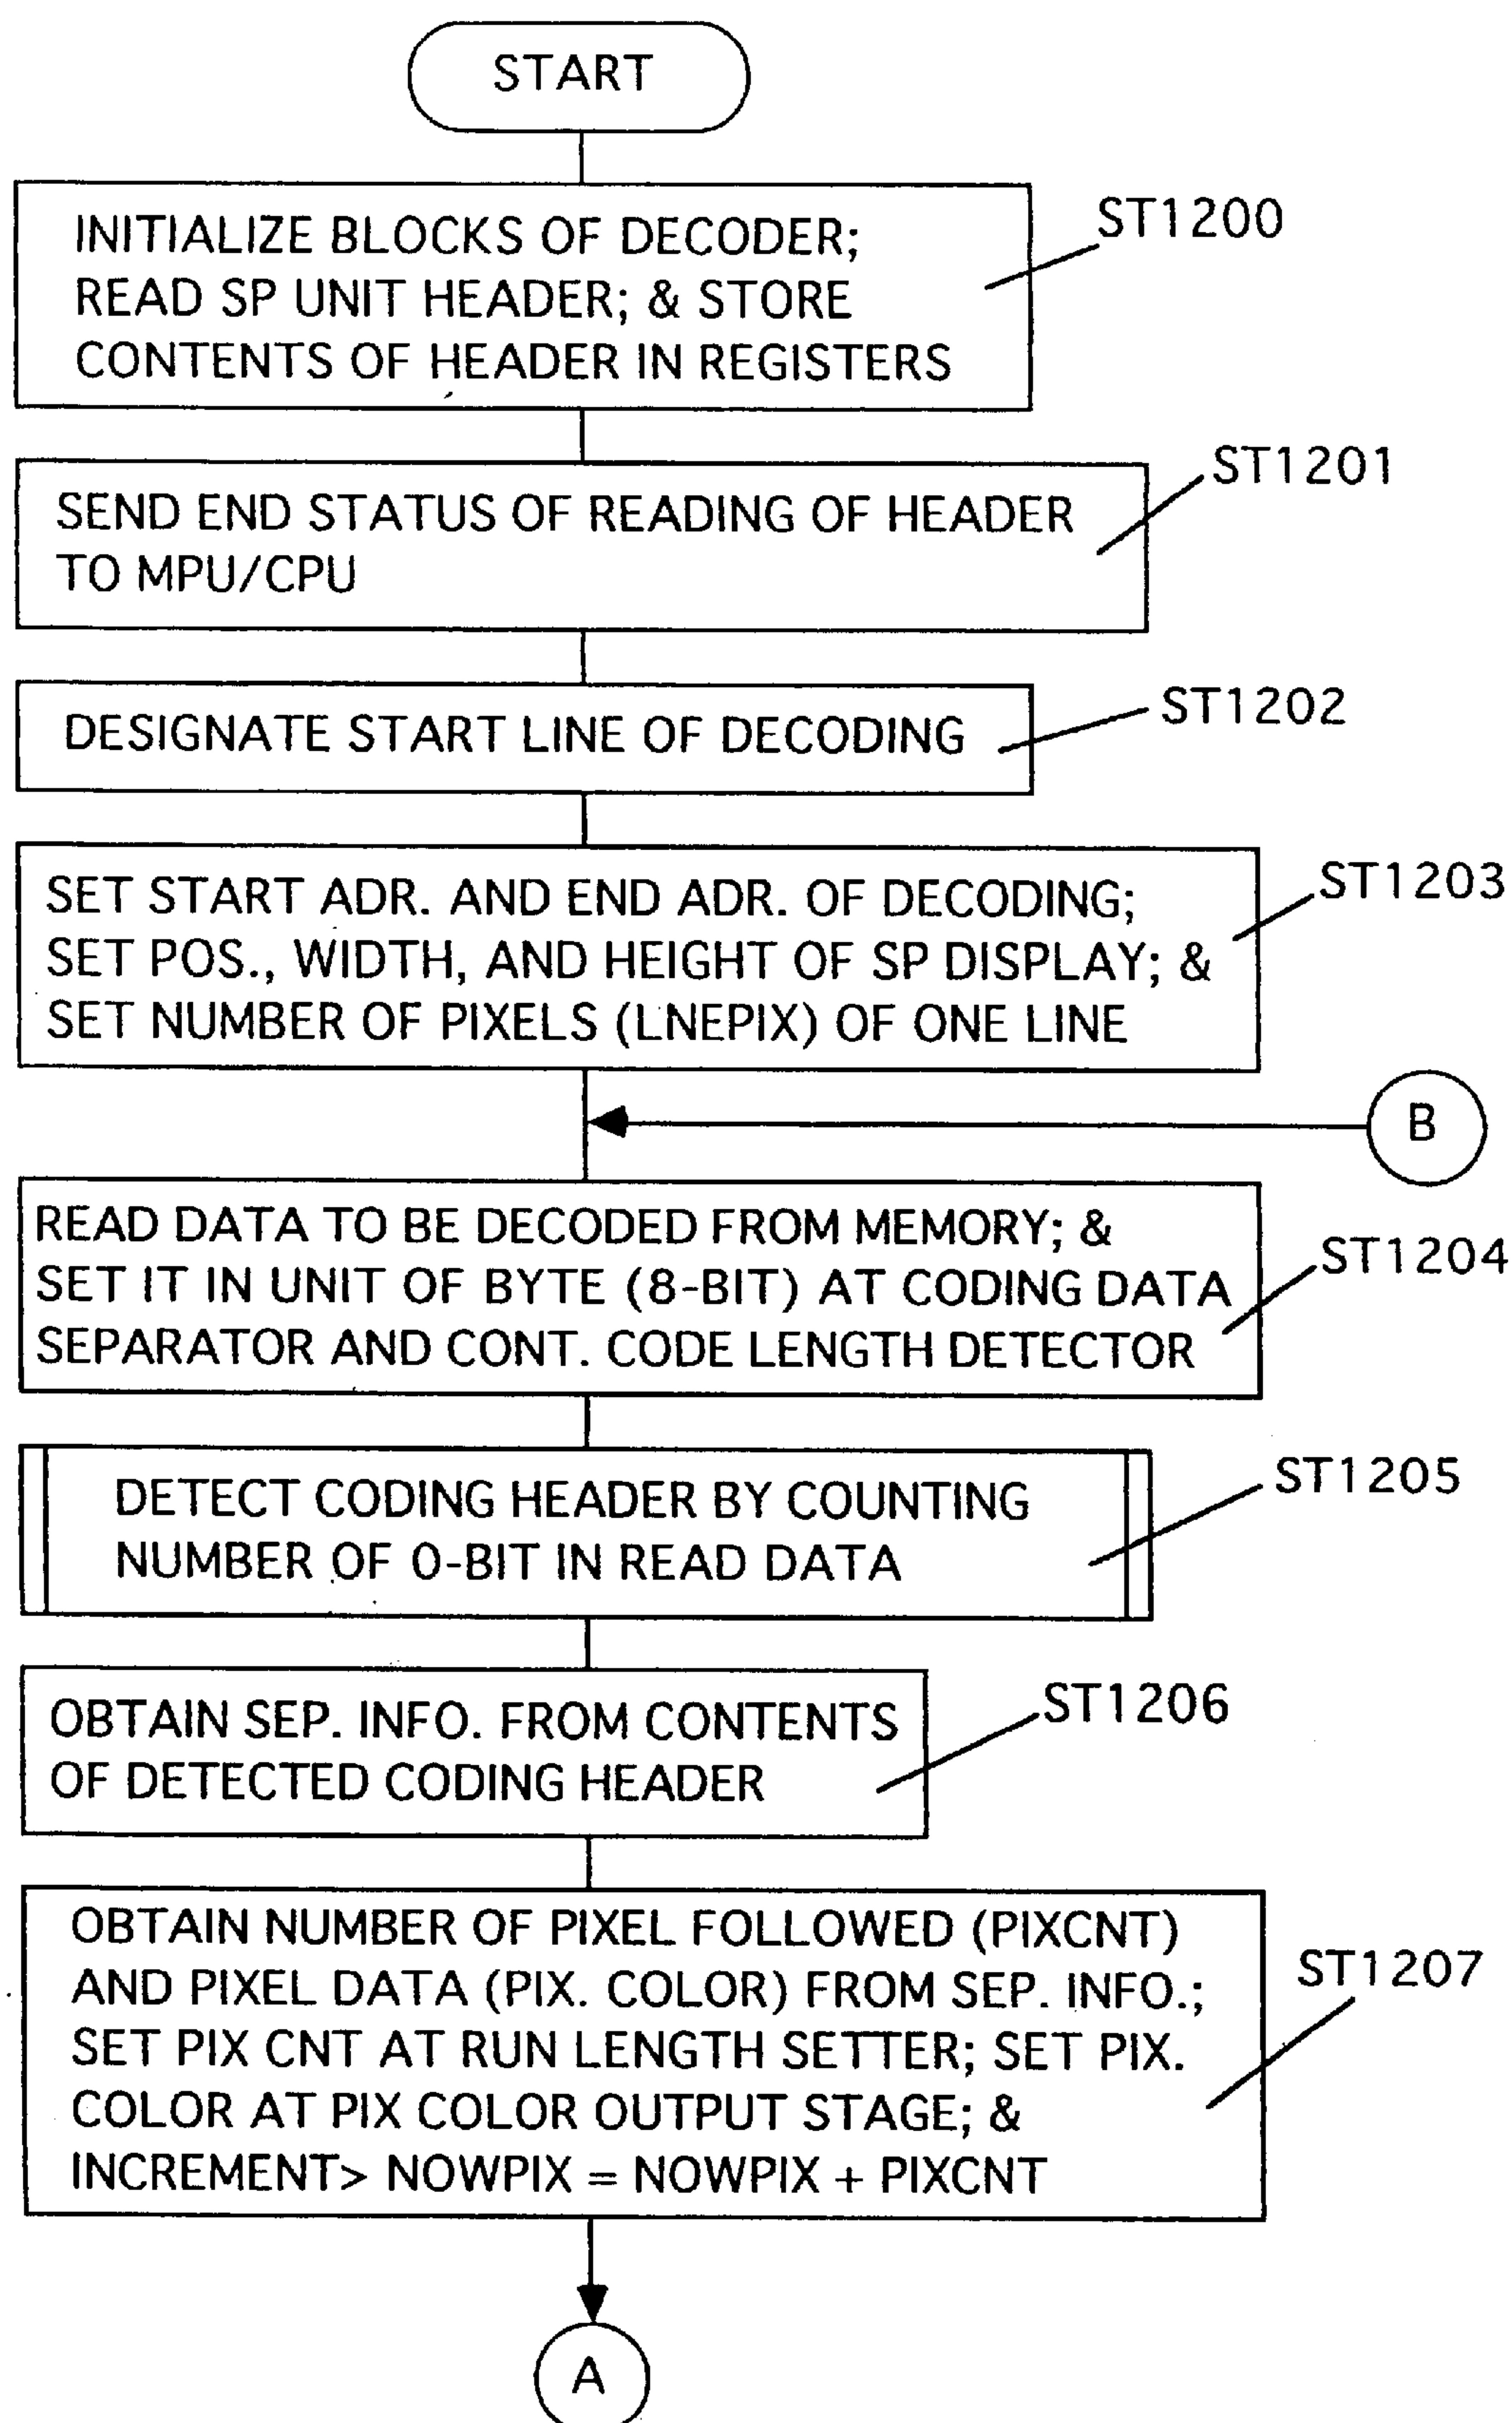 START
INITIALIZE BLOCKS OF DECODER;
READ SP UNIT HEADER; & STORE
CONTENTS OF HEADER IN REGISTERS
ST1200
SEND END STATUS OF READING OF HEADER
TO MPU/CPU
ST1201
DESIGNATE START LINE OF DECODING
ST1202
SET START ADR. AND END ADR. OF DECODING;
SET POS., WIDTH, AND HEIGHT OF SP DISPLAY; &
SET NUMBER OF PIXELS (LNEPIX) OF ONE LINE
ST1203
B
READ DATA TO BE DECODED FROM MEMORY; &
SET IT IN UNIT OF BYTE (8-BIT) AT CODING DATA
SEPARATOR AND CONT. CODE LENGTH DETECTOR
ST1204
DETECT CODING HEADER BY COUNTING
NUMBER OF 0-BIT IN READ DATA
ST1205
OBTAIN SEP. INFO. FROM CONTENTS
OF DETECTED CODING HEADER
ST1206
OBTAIN NUMBER OF PIXEL FOLLOWED (PIXCNT)
AND PIXEL DATA (PIX. COLOR) FROM SEP. INFO.;
SET PIX CNT AT RUN LENGTH SETTER; SET PIX.
COLOR AT PIX COLOR OUTPUT STAGE; &
INCREMENT> NOWPIX = NOWPIX + PIXCNT
ST1207
A